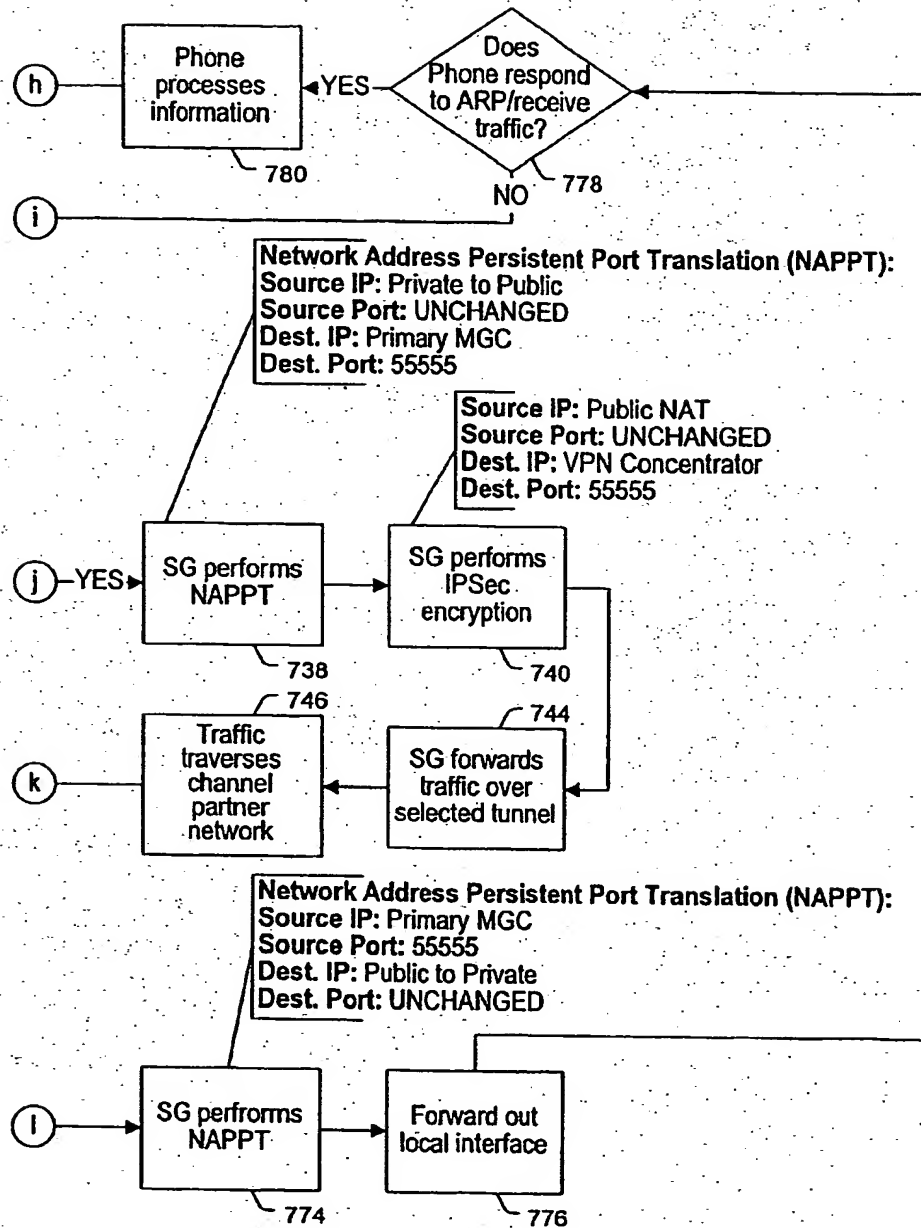 h
Phone
processes
information
780
YES
Does
Phone respond
to ARP/receive
traffic?
778
NO
i
Network Address Persistent Port Translation (NAPPT):
Source IP: Private to Public
Source Port: UNCHANGED
Dest. IP: Primary MGC
Dest. Port: 55555
Source IP: Public NAT
Source Port: UNCHANGED
Dest. IP: VPN Concentrator
Dest. Port: 55555
j
YES
SG performs
NAPPT
738
SG performs
IPSec
encryption
740
k
Traffic
traverses
channel
partner
network
746
SG forwards
traffic over
selected tunnel
744
Network Address Persistent Port Translation (NAPPT):
Source IP: Primary MGC
Source Port: 55555
Dest. IP: Public to Private
Dest. Port: UNCHANGED
l
SG perfroms
NAPPT
774
Forward out
local interface
776